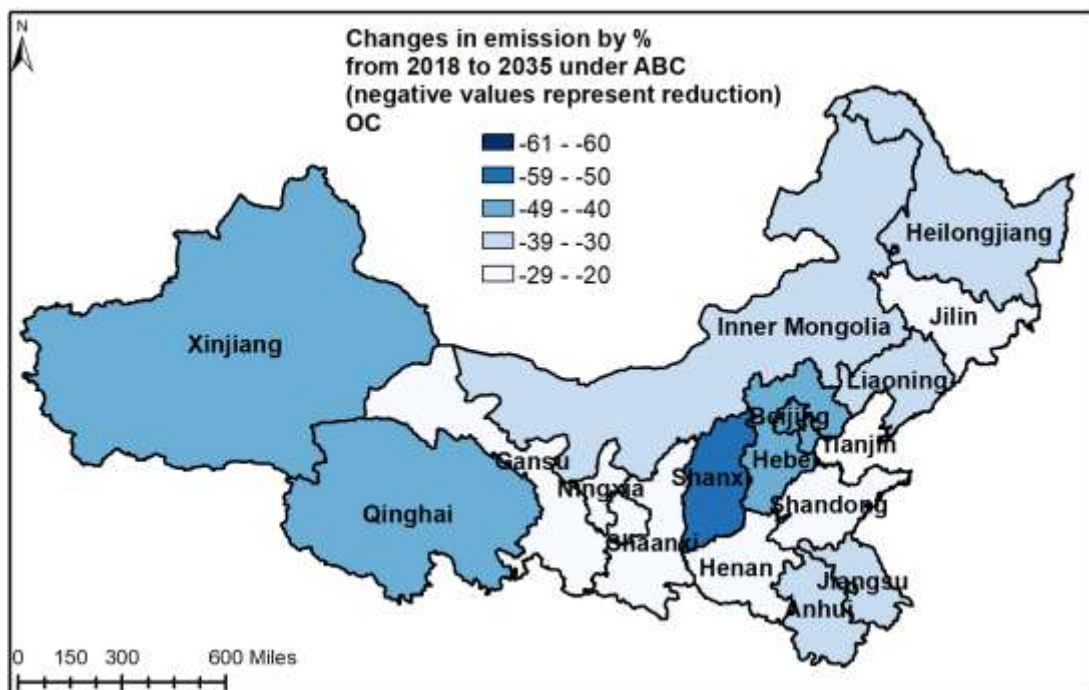 N
Changes in emission by %
from 2018 to 2035 under ABC
(negative values represent reduction)
OC
-61 - -60
-59 - -50
-49 - -40
-39 - -30
-29 - -20
Heilongjiang
Jilin
Inner Mongolia
Xinjiang
Liaoning
Beijing
Tianjin
Gansu
Hebei
Shanxi
Ningxia
Shandong
Qinghai
Shaanxi
Henan
Jiangsu
Anhui
0 150 300 600 Miles